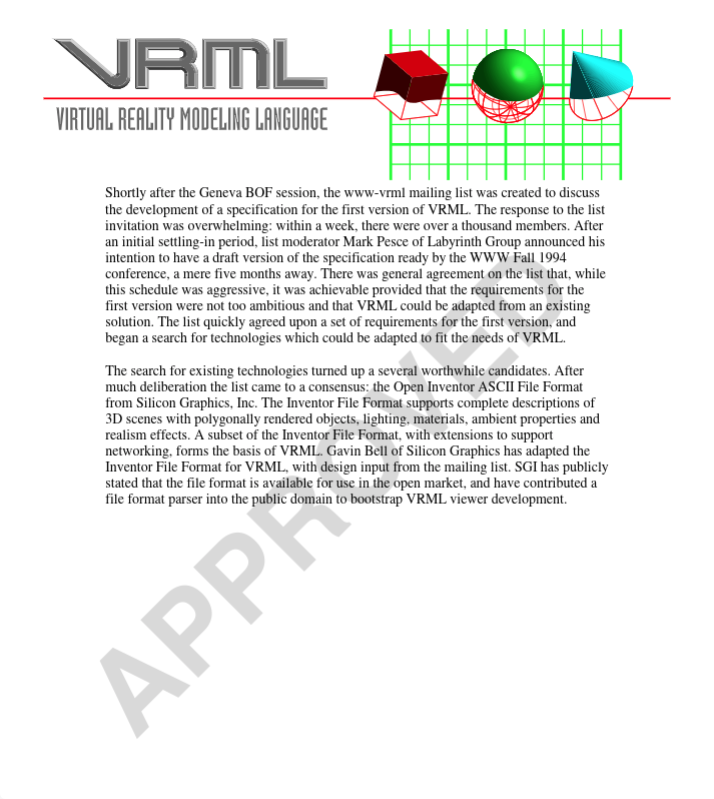 VRML
VIRTUAL REALITY MODELING LANGUAGE
Shortly after the Geneva BOF session, the www-vrml mailing list was created to discuss
the development of a specification for the first version of VRML. The response to the list
invitation was overwhelming: within a week, there were over a thousand members. After
an initial settling-in period, list moderator Mark Pesce of Labyrinth Group announced his
intention to have a draft version of the specification ready by the WWW Fall 1994
conference, a mere five months away. There was general agreement on the list that, while
this schedule was aggressive, it was achievable provided that the requirements for the
first version were not too ambitious and that VRML could be adapted from an existing
solution. The list quickly agreed upon a set of requirements for the first version, and
began a search for technologies which could be adapted to fit the needs of VRML.
The search for existing technologies turned up a several worthwhile candidates. After
much deliberation the list came to a consensus: the Open Inventor ASCII File Format
from Silicon Graphics, Inc. The Inventor File Format supports complete descriptions of
3D scenes with polygonally rendered objects, lighting, materials, ambient properties and
realism effects. A subset of the Inventor File Format, with extensions to support
networking, forms the basis of VRML. Gavin Bell of Silicon Graphics has adapted the
Inventor File Format for VRML, with design input from the mailing list. SGI has publicly
stated that the file format is available for use in the open market, and have contributed a
file format parser into the public domain to bootstrap VRML viewer development.
APPROVED